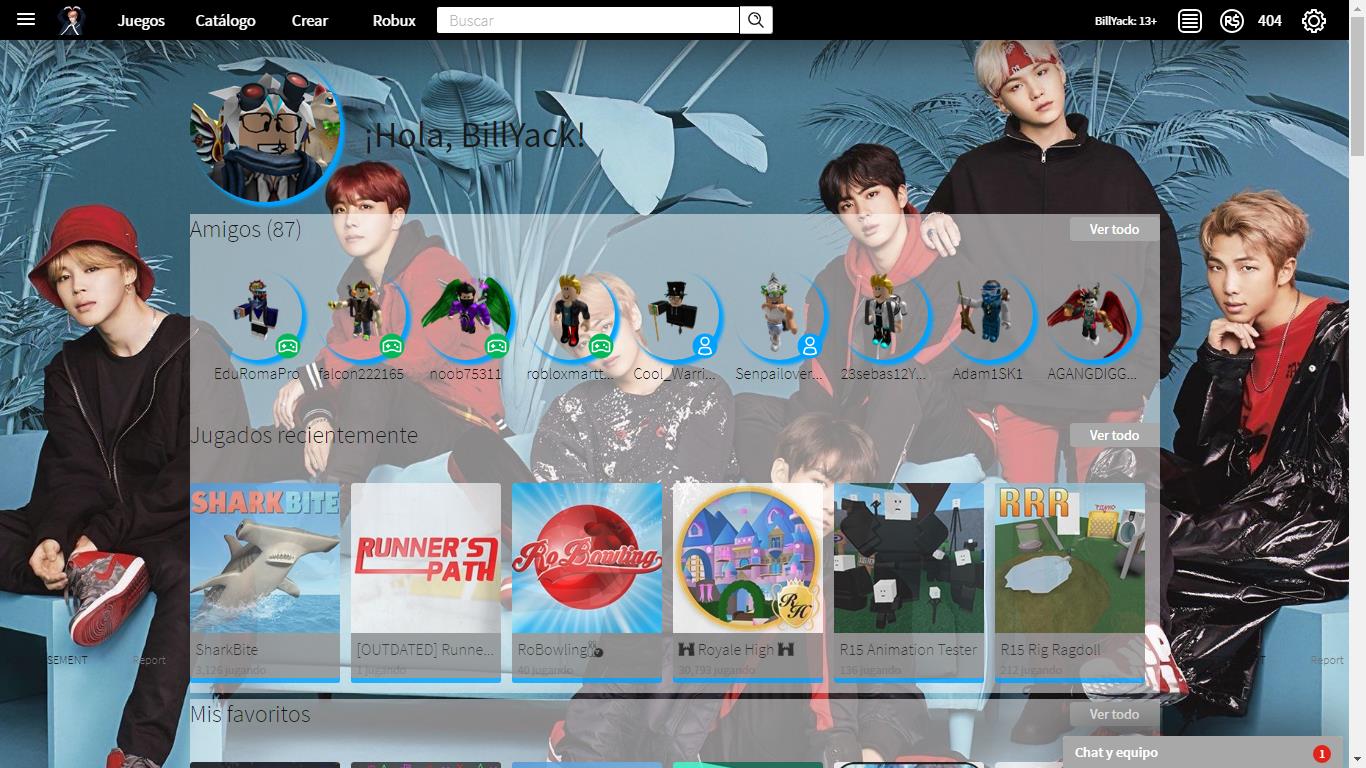 Juegos Catálogo Crear Robux Buscar BillYack: 13+ 404
¡Hola, BillYack!
Amigos (87) Ver todo
EduRomaPro falcon222165 noob75311 robloxmartt... Cool_Warri... Senpailover... 23sebas12Y... Adam1SK1 AGANGDIGG...
Jugados recientemente Ver todo
SHARKBITE
RUNNER'S
PATH
RoBowling
RH
RRR
SharkBite [OUTDATED] Runne... RoBowling🎳 Royale High R15 Animation Tester R15 Rig Ragdoll
3,126 jugando 1 jugando 40 jugando 30,793 jugando 136 jugando 212 jugando
SEMENT Report T Report
Mis favoritos Ver todo
Chat y equipo 1